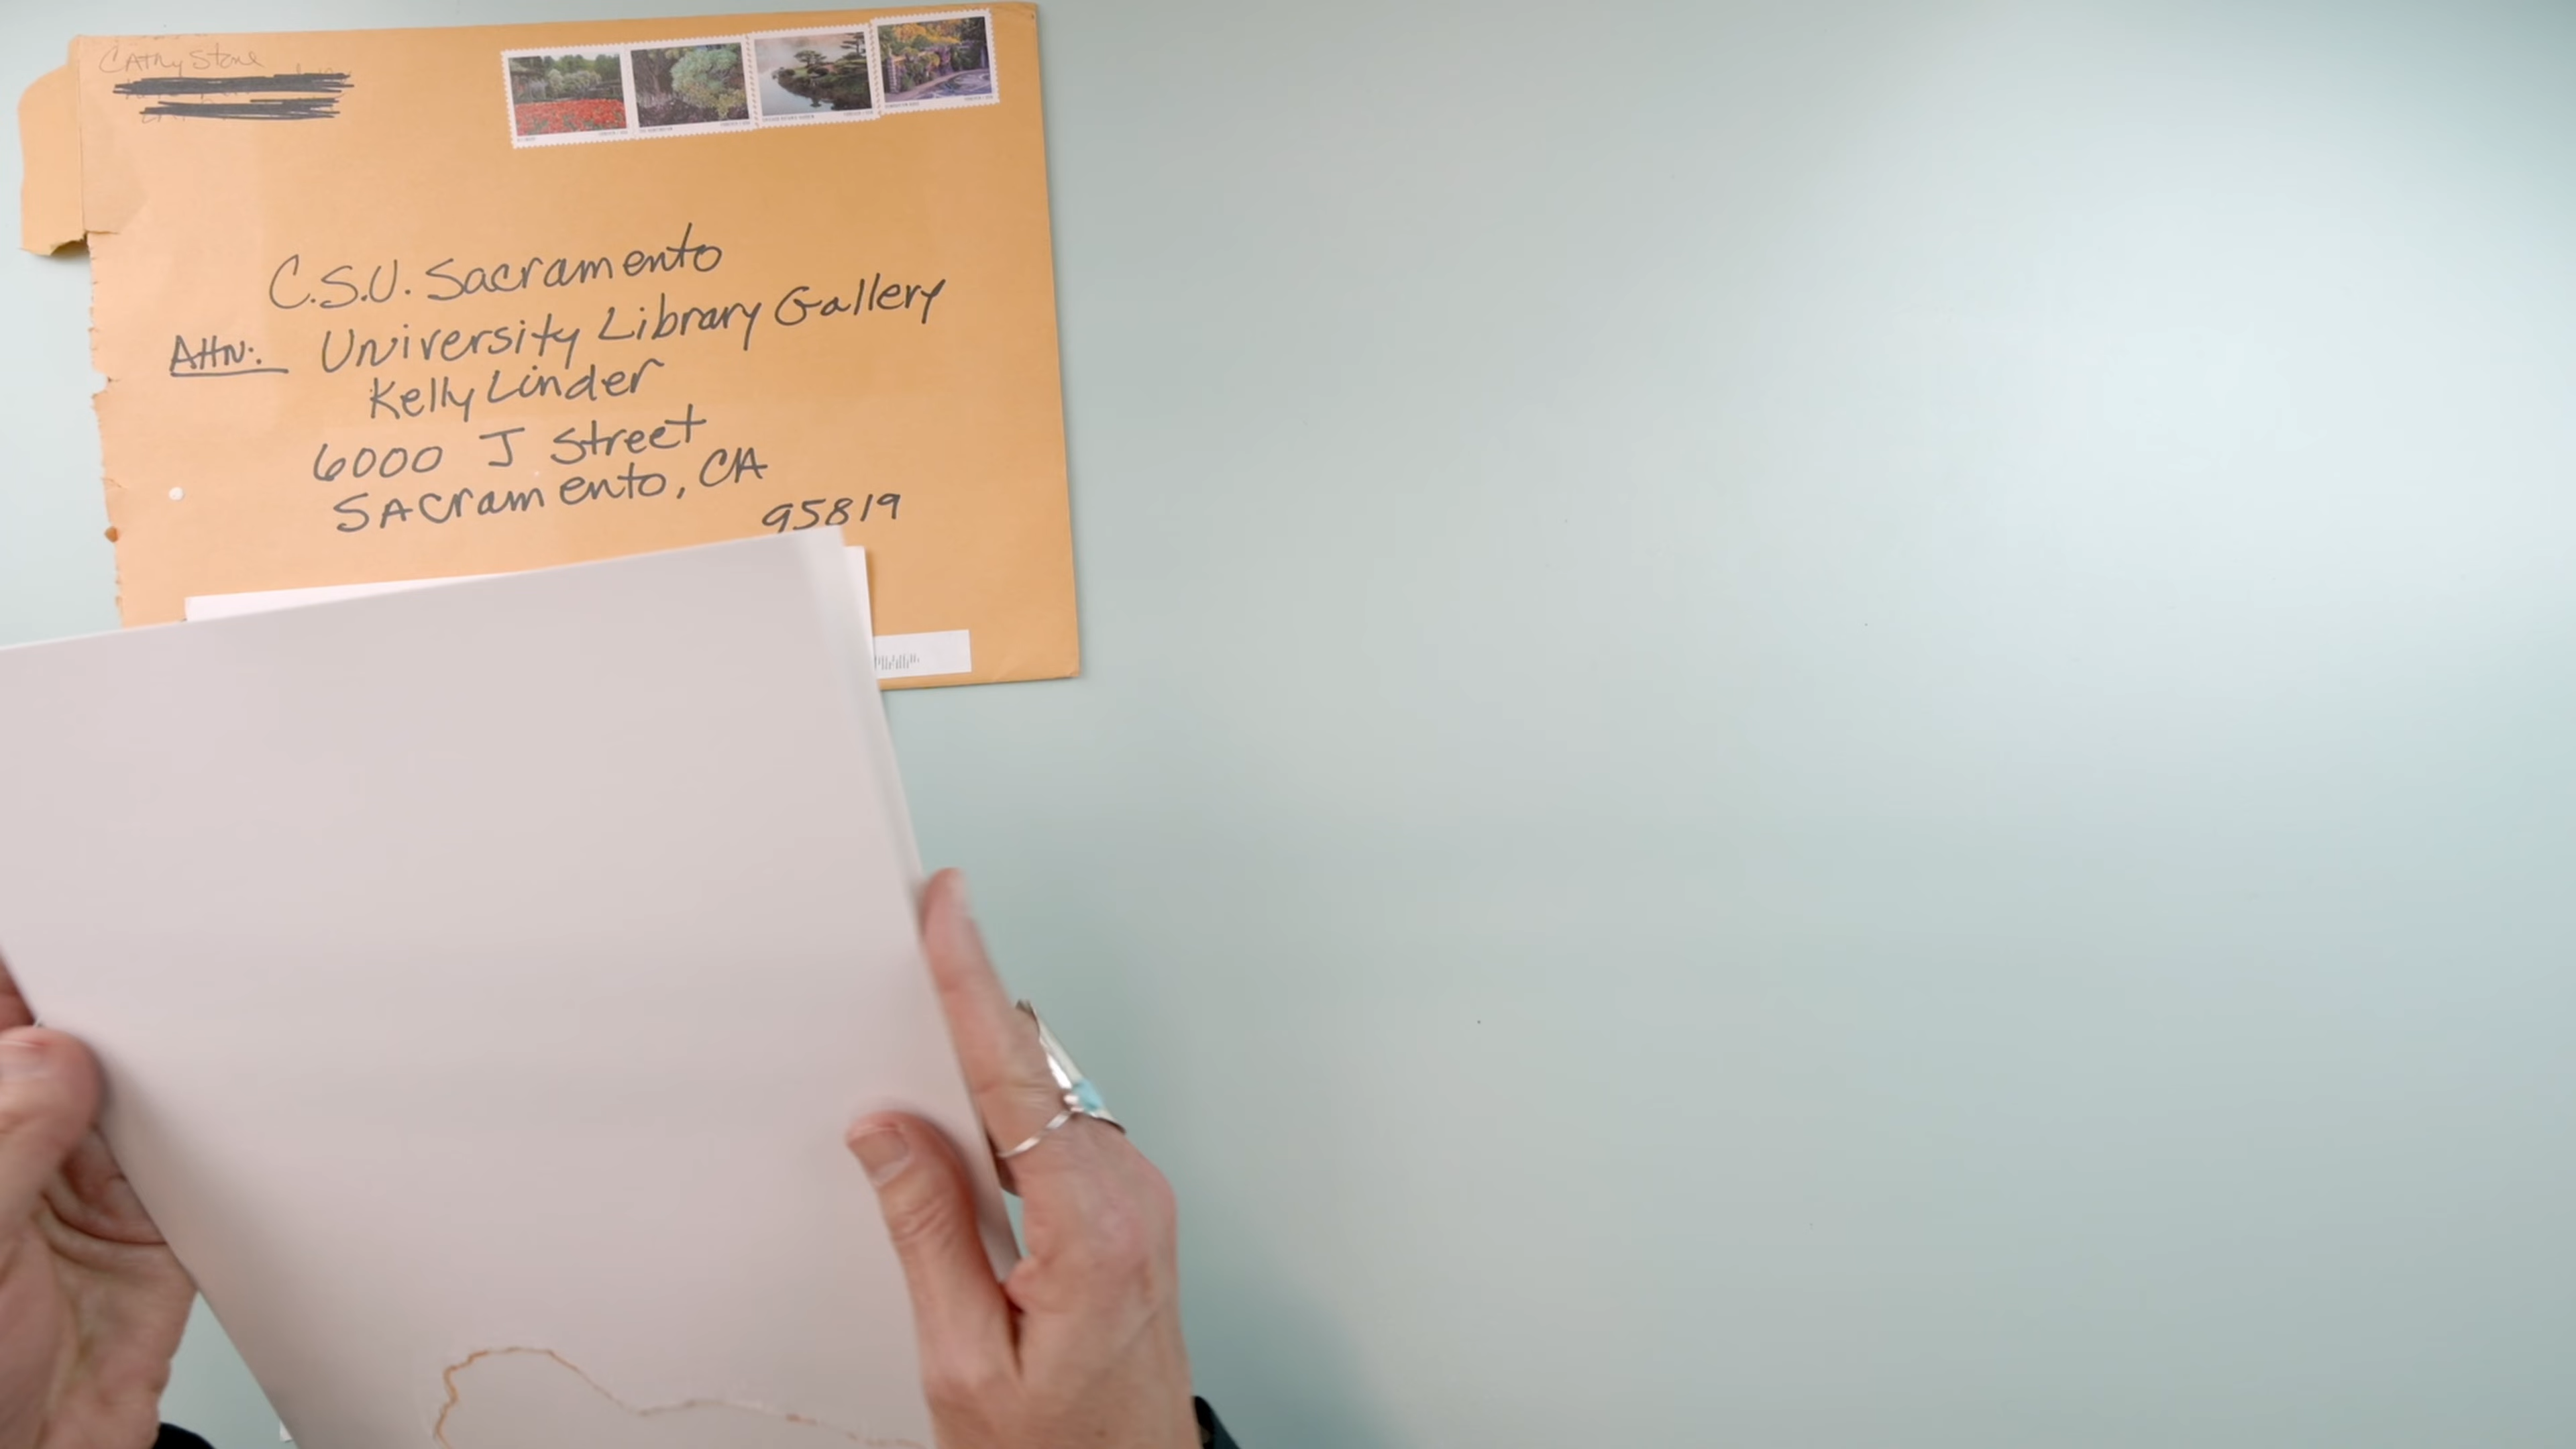 CAthy Stone
C.S.U. Sacramento
Attn: University Library Gallery
Kelly Linder
6000 J Street
SACramento, CA
95819